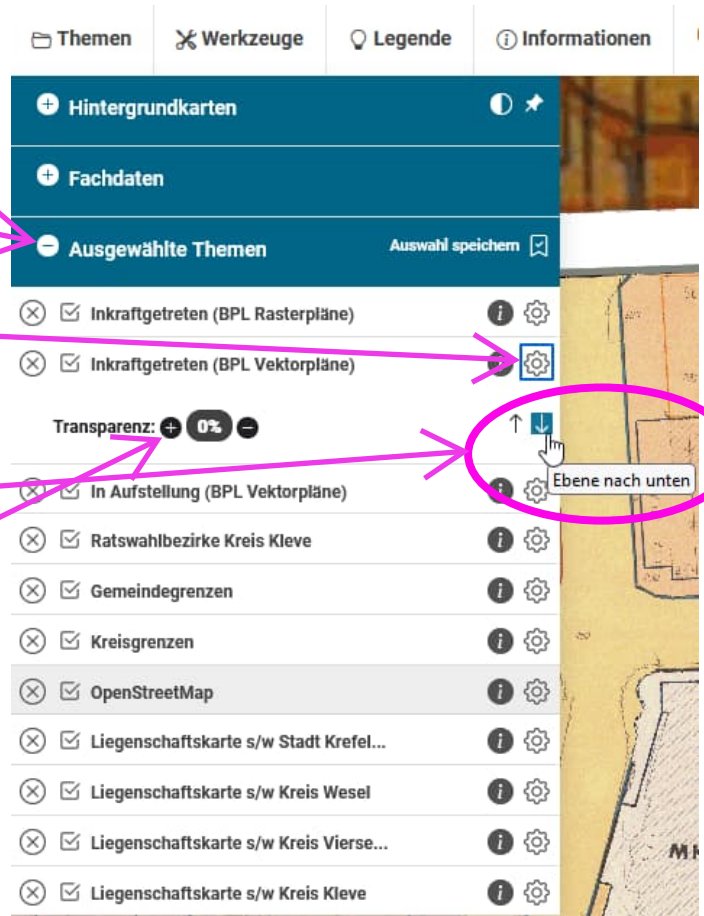 Themen Werkzeuge Legende Informationen
Hintergrundkarten
Fachdaten
Ausgewählte Themen Auswahl speichern
Inkraftgetreten (BPL Rasterpläne)
Inkraftgetreten (BPL Vektorpläne)
Transparenz: 0%
Ebene nach unten
In Aufstellung (BPL Vektorpläne)
Ratswahlbezirke Kreis Kleve
Gemeindegrenzen
Kreisgrenzen
OpenStreetMap
Liegenschaftskarte s/w Stadt Krefel...
Liegenschaftskarte s/w Kreis Wesel
Liegenschaftskarte s/w Kreis Vierse...
MK
Liegenschaftskarte s/w Kreis Kleve